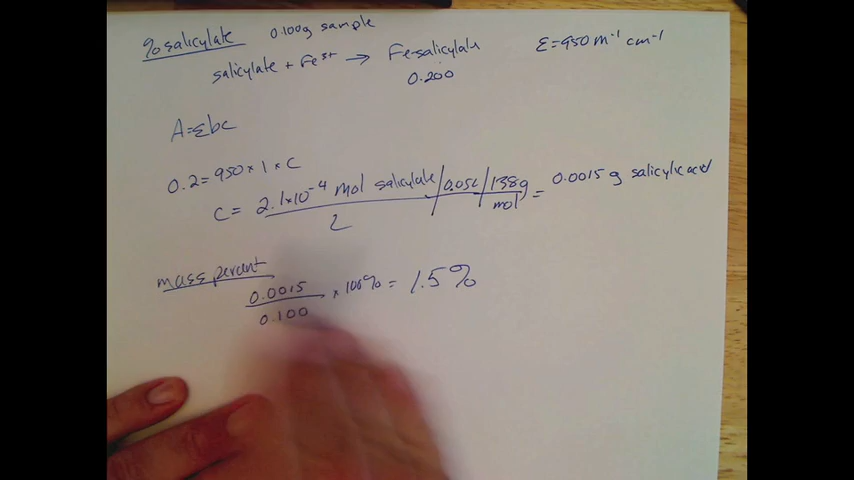 % salicylate 0.100g sample
salicylate + Fe³⁺ → Fe-salicylate ε=950 M⁻¹ cm⁻¹
0.200
A=εbc
0.2=950×1×C
C= 2.1×10⁻⁴ mol salicylate / 0.05L / 138g = 0.0015 g salicylic acid
L mol
mass percent
0.0015 × 100% = 1.5%
0.100